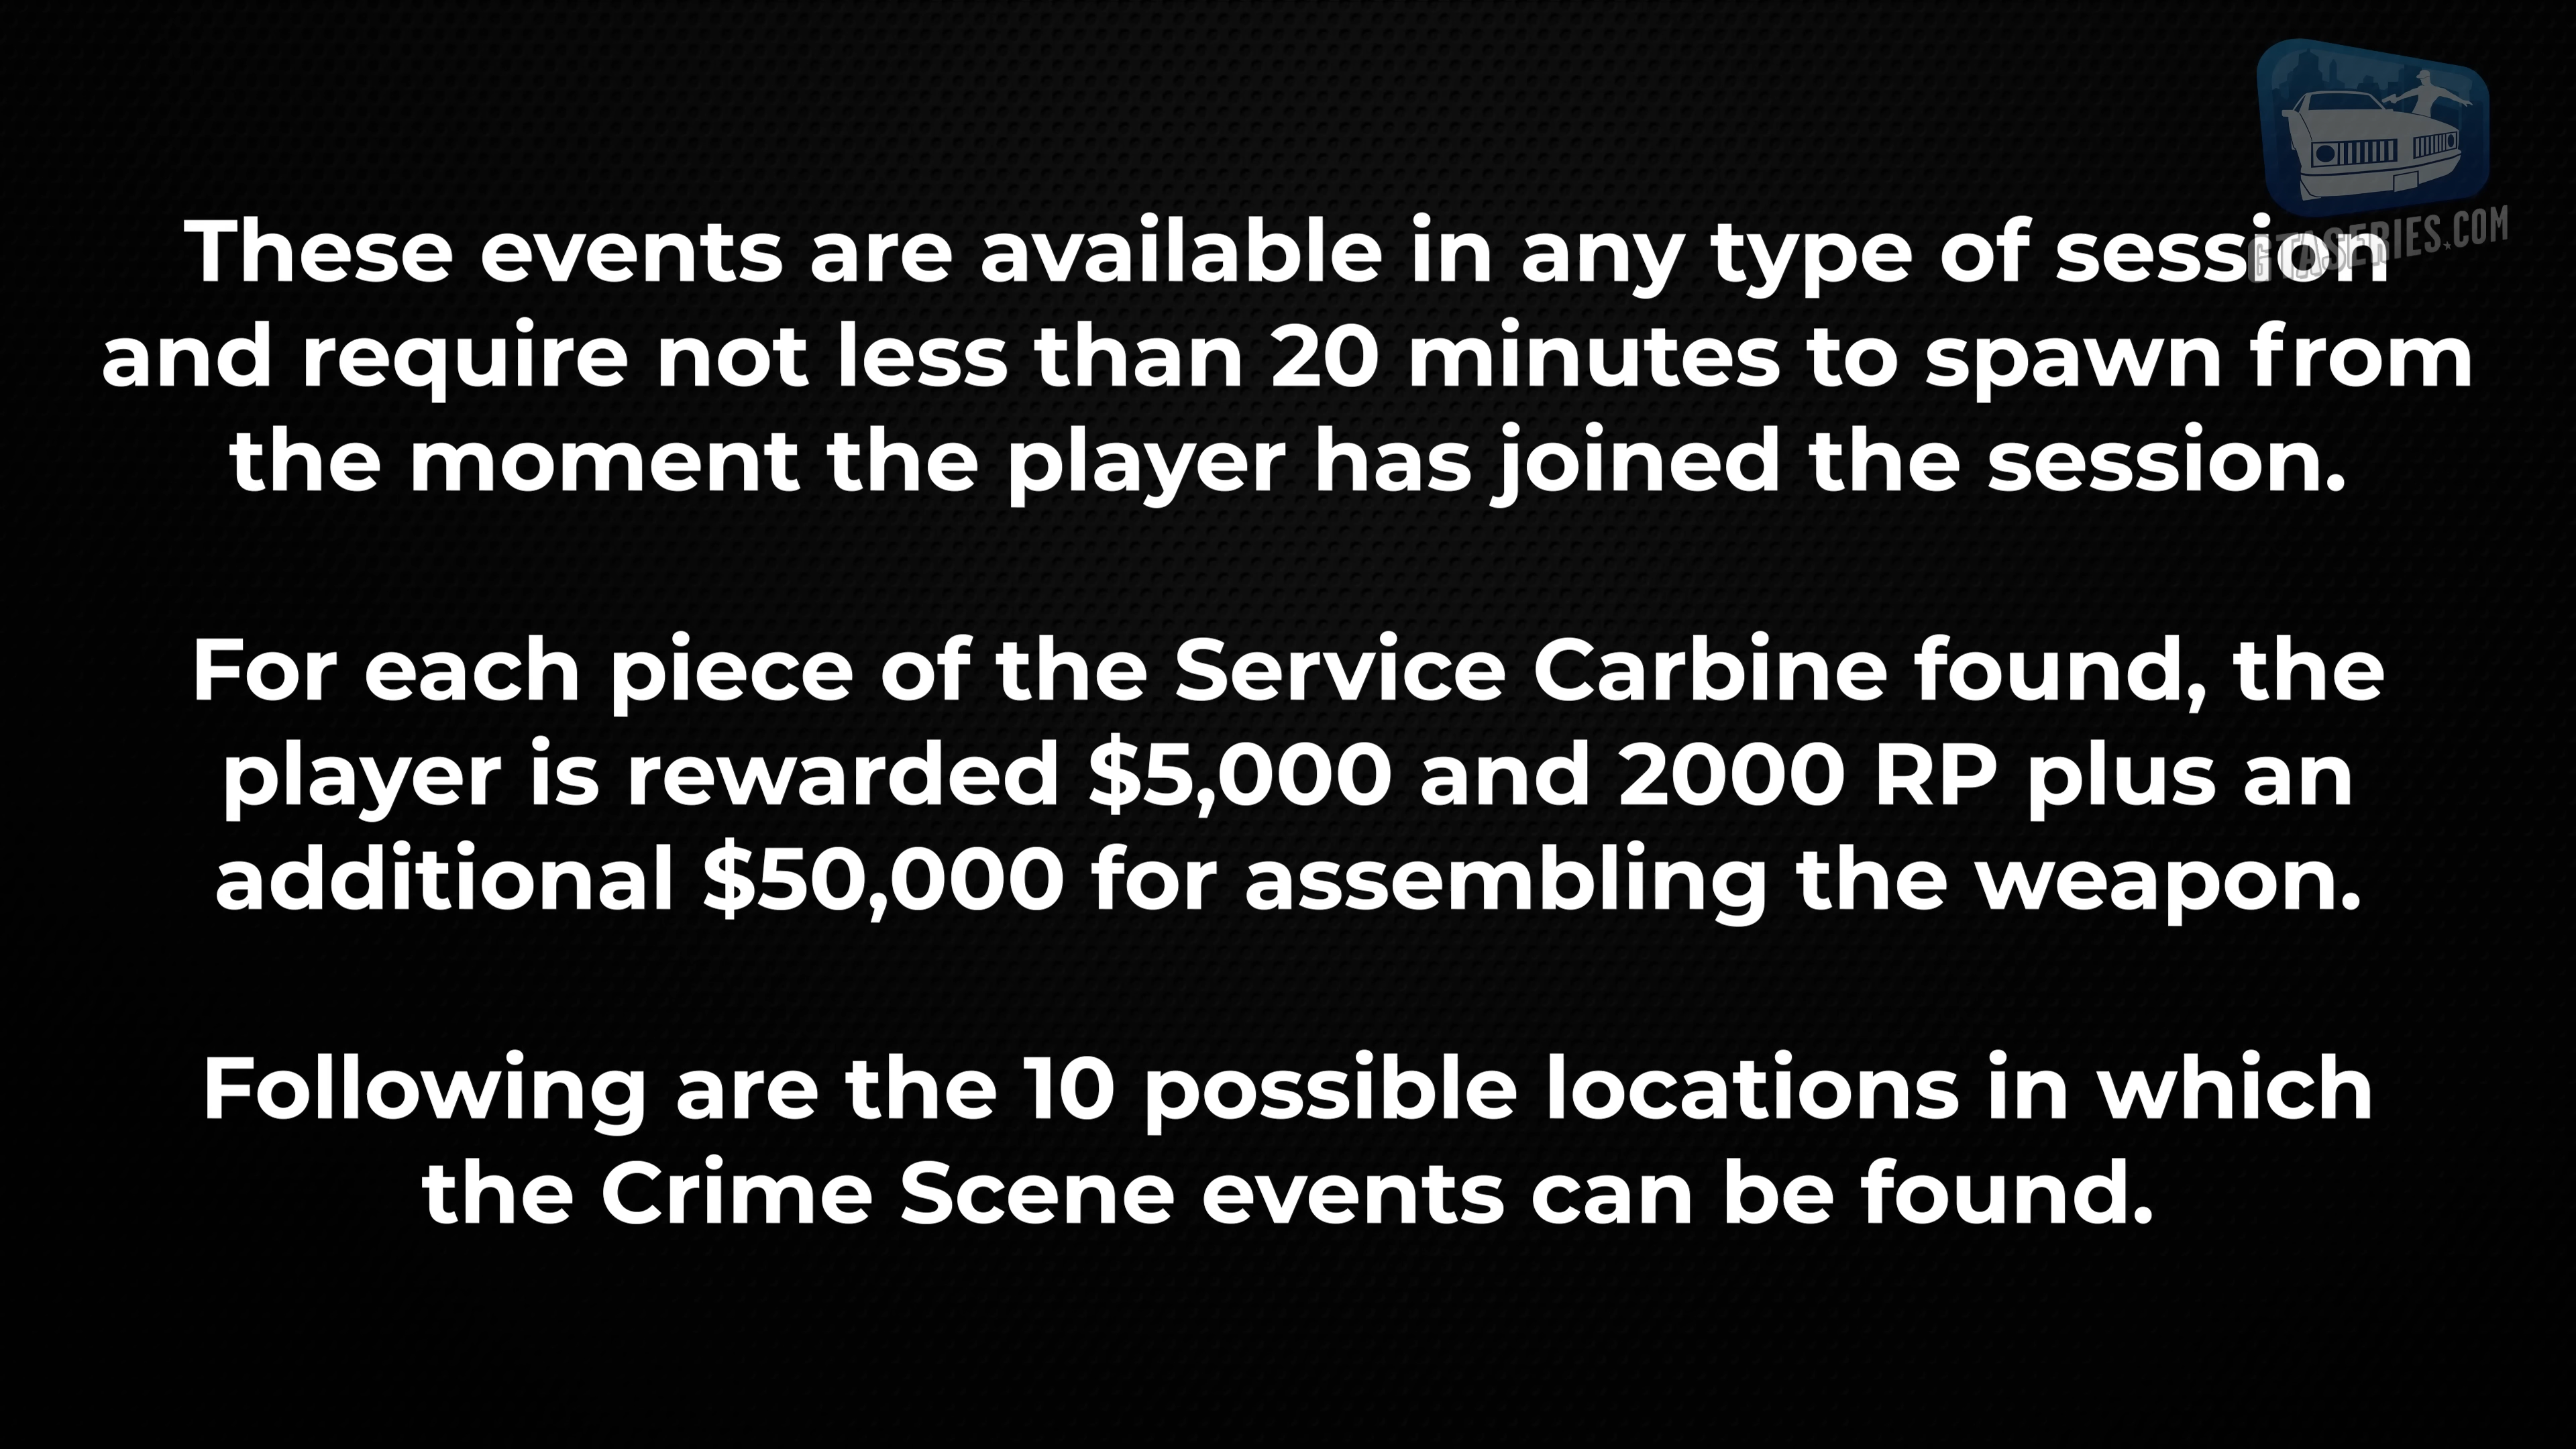 These events are available in any type of session
and require not less than 20 minutes to spawn from
the moment the player has joined the session.
For each piece of the Service Carbine found, the
player is rewarded $5,000 and 2000 RP plus an
additional $50,000 for assembling the weapon.
Following are the 10 possible locations in which
the Crime Scene events can be found.
GTASERIES.COM